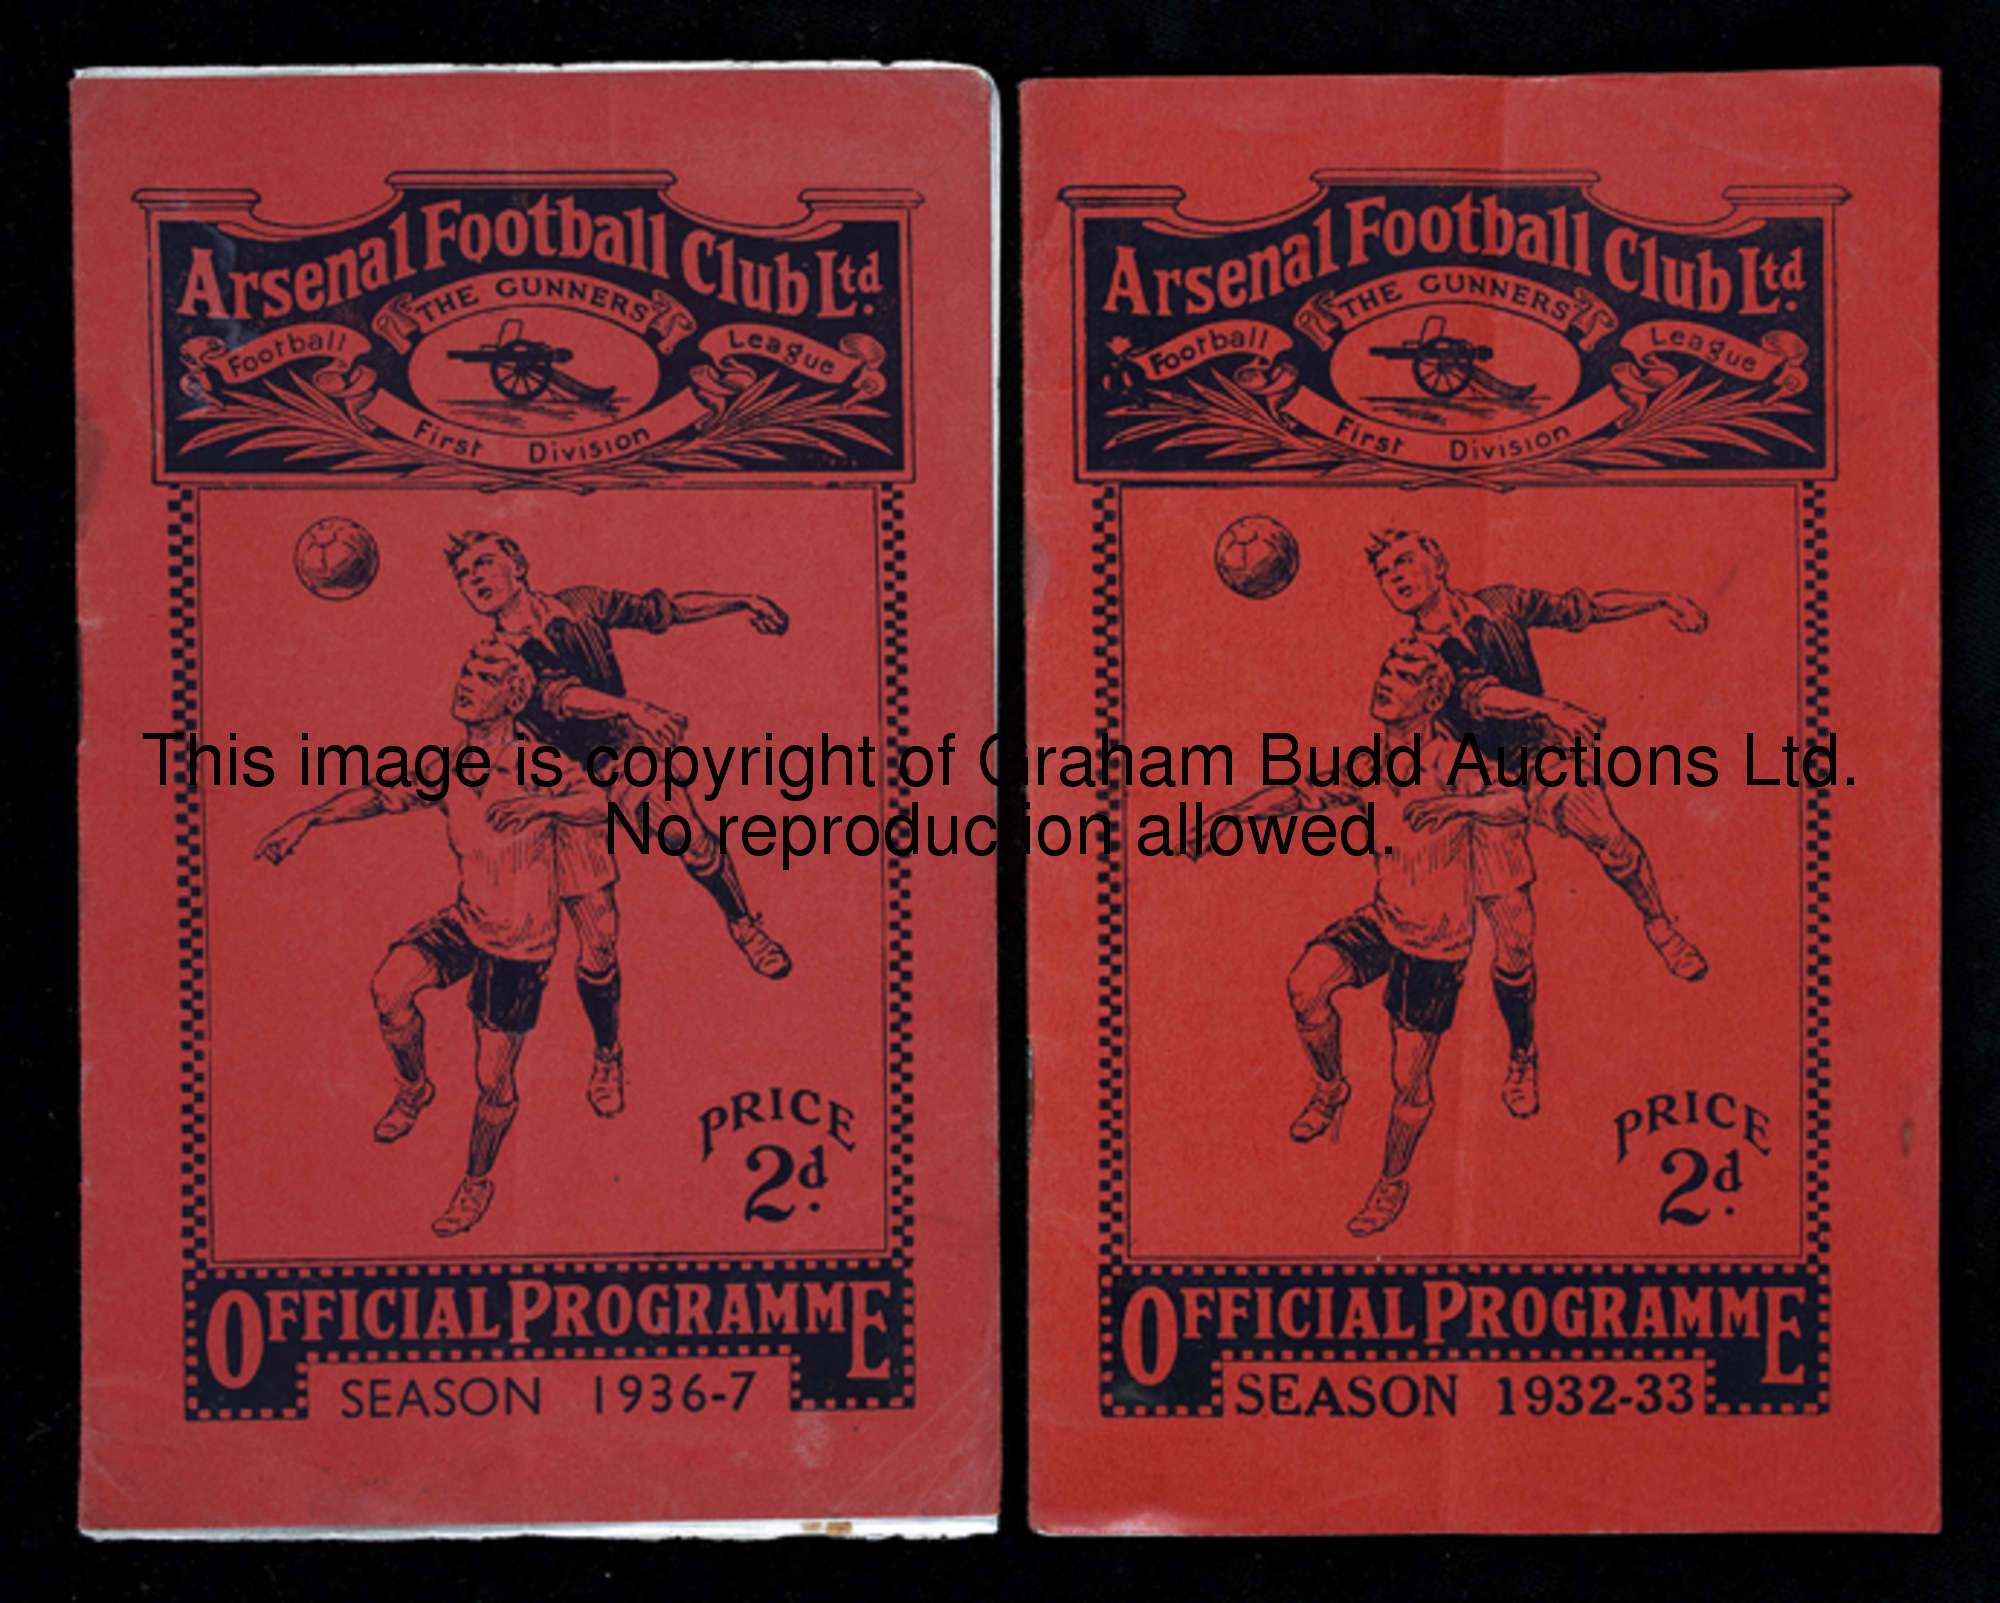 Arsenal Football Club Ltd.
THE GUNNERS
Football League
First Division
PRICE
2d.
OFFICIAL PROGRAMME
SEASON 1936-7
Arsenal Football Club Ltd.
THE GUNNERS
Football League
First Division
PRICE
2d.
OFFICIAL PROGRAMME
SEASON 1932-33
This image is copyright of Graham Budd Auctions Ltd.
No reproduction allowed.